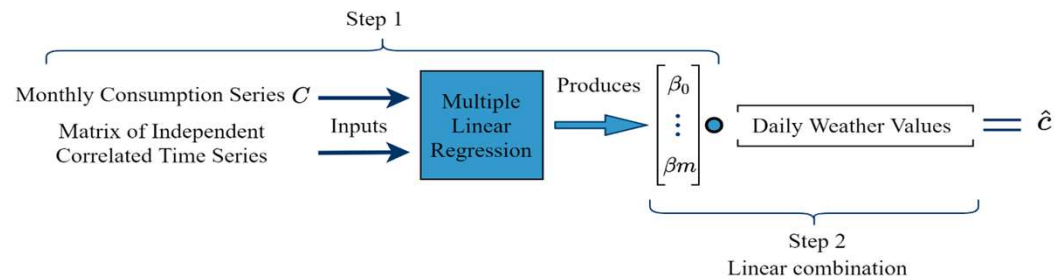 Step 1
Monthly Consumption Series C
Matrix of Independent
Correlated Time Series
Inputs
Multiple
Linear
Regression
Produces
β0
⋮
βm
Daily Weather Values
= ĉ
Step 2
Linear combination